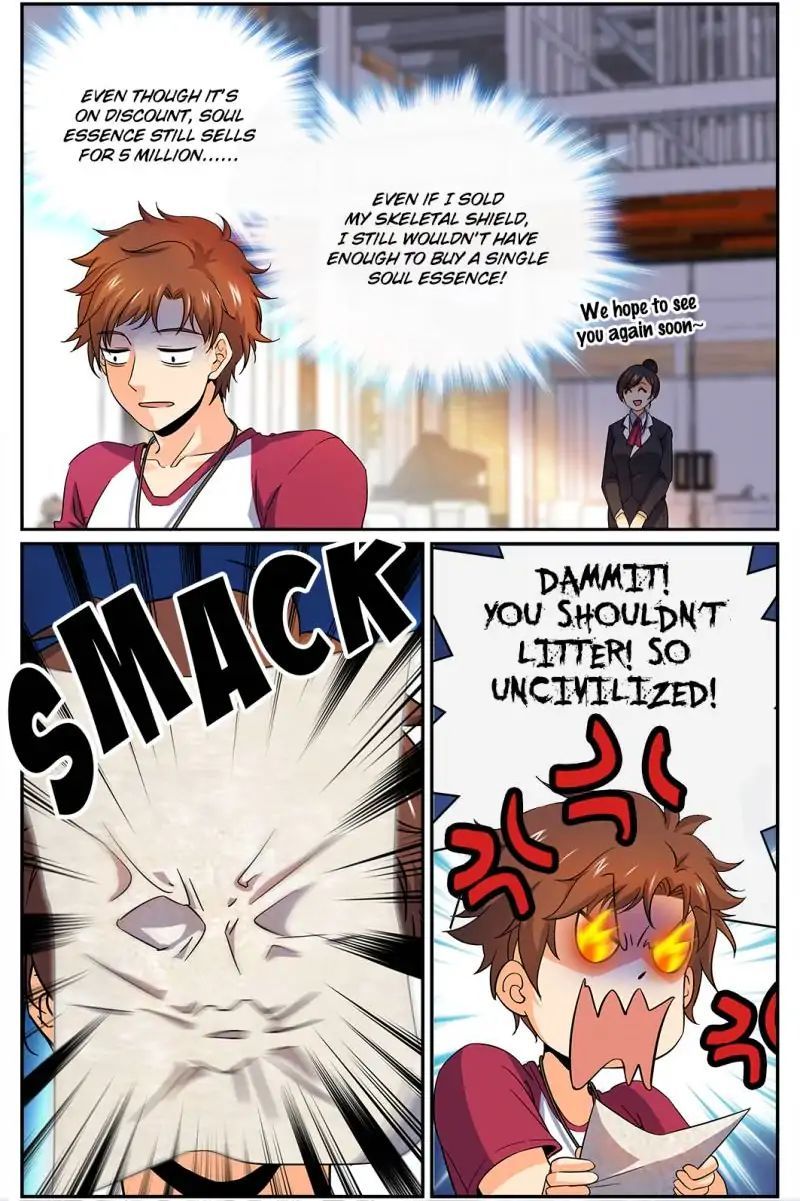 EVEN THOUGH IT'S
ON DISCOUNT, SOUL
ESSENCE STILL SELLS
FOR 5 MILLION......
EVEN IF I SOLD
MY SKELETAL SHIELD,
I STILL WOULDN'T HAVE
ENOUGH TO BUY A SINGLE
SOUL ESSENCE!
We hope to see
you again soon~
SMACK
DAMMIT!
YOU SHOULDN'T
LITTER! SO
UNCIVILIZED!